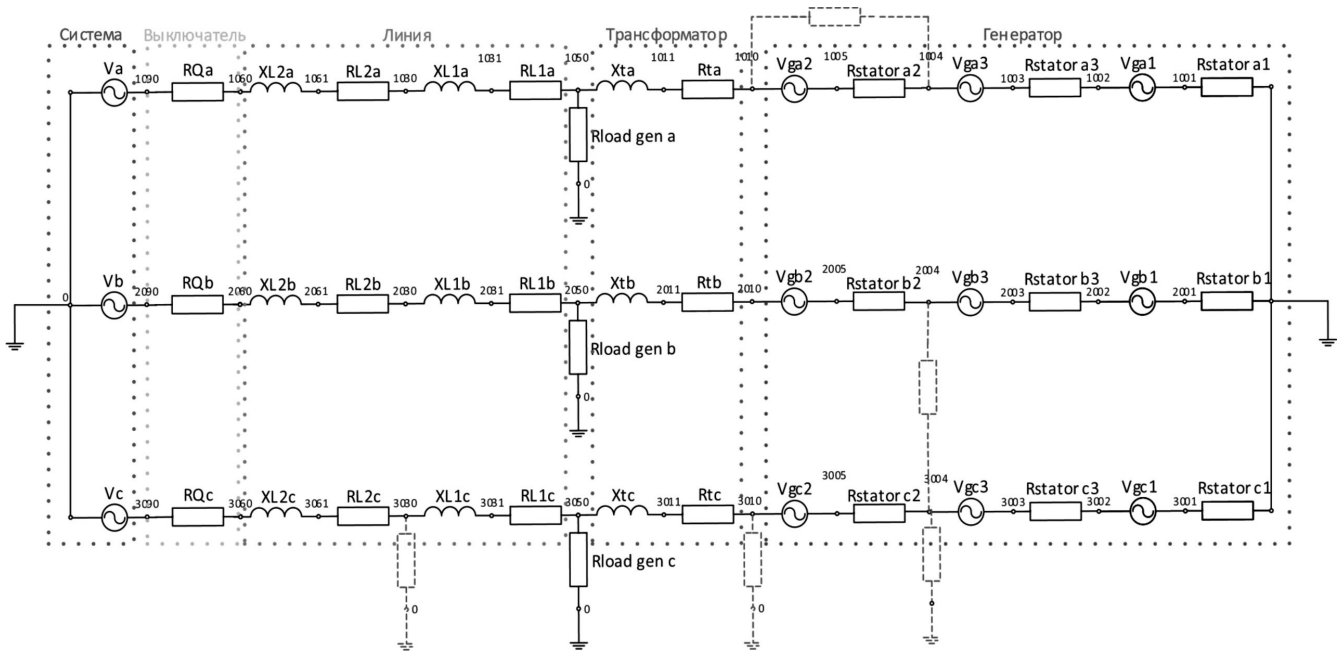 Система Выключатель Линия Трансформатор Генератор
Va 1090 RQa 1060 XL2a 1061 RL2a 1030 XL1a 1031 RL1a 1050 Xta 1011 Rta 1010 Vga2 1005 Rstator a2 1004 Vga3 1003 Rstator a3 1002 Vga1 1001 Rstator a1
Rload gen a
0
Vb 2090 RQb 2060 XL2b 2061 RL2b 2030 XL1b 2031 RL1b 2050 Xtb 2011 Rtb 2010 Vgb2 2005 Rstator b2 2004 Vgb3 2003 Rstator b3 2002 Vgb1 2001 Rstator b1
0
Rload gen b
0
Vc 3090 RQc 3060 XL2c 3061 RL2c 3030 XL1c 3031 RL1c 3050 Xtc 3011 Rtc 3010 Vgc2 3005 Rstator c2 3004 Vgc3 3003 Rstator c3 3002 Vgc1 3001 Rstator c1
Rload gen c
0 0 0